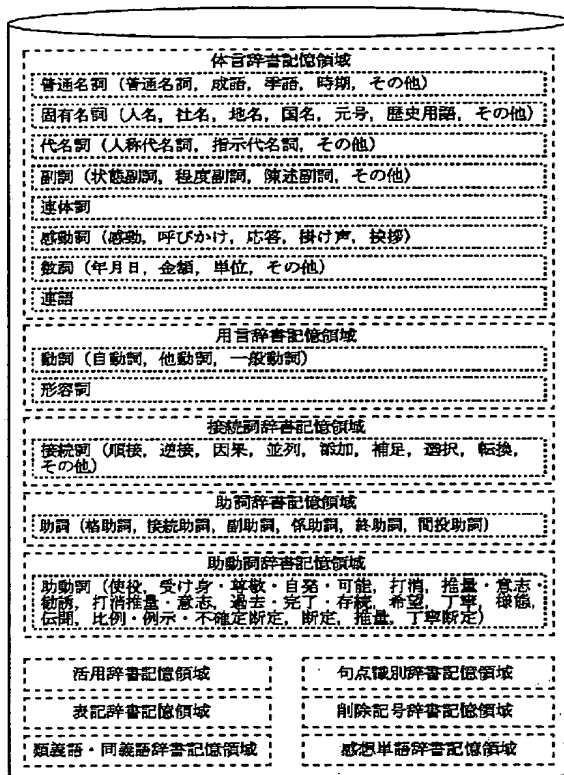 体言辞書記憶領域
普通名詞（普通名詞，成語，季語，時期，その他）
固有名詞（人名，社名，地名，国名，元号，歴史用語，その他）
代名詞（人称代名詞，指示代名詞，その他）
副詞（状態副詞，程度副詞，陳述副詞，その他）
連体詞
感動詞（感動，呼びかけ，応答，掛け声，挨拶）
数詞（年月日，金額，単位，その他）
連語
用言辞書記憶領域
動詞（自動詞，他動詞，一般動詞）
形容詞
接続詞辞書記憶領域
接続詞（順接，逆接，因果，並列，添加，補足，選択，転換，
その他）
助詞辞書記憶領域
助詞（格助詞，接続助詞，副助詞，係助詞，終助詞，間投助詞）
助動詞辞書記憶領域
助動詞（使役，受け身・尊敬・自発・可能，打消，推量・意志・
勧誘，打消推量・意志，過去・完了・存続，希望，丁寧，様態，
伝聞，比例・例示・不確定断定，断定，推量，丁寧断定）
活用辞書記憶領域
句点識別辞書記憶領域
表記辞書記憶領域
削除記号辞書記憶領域
類義語・同義語辞書記憶領域
感想単語辞書記憶領域